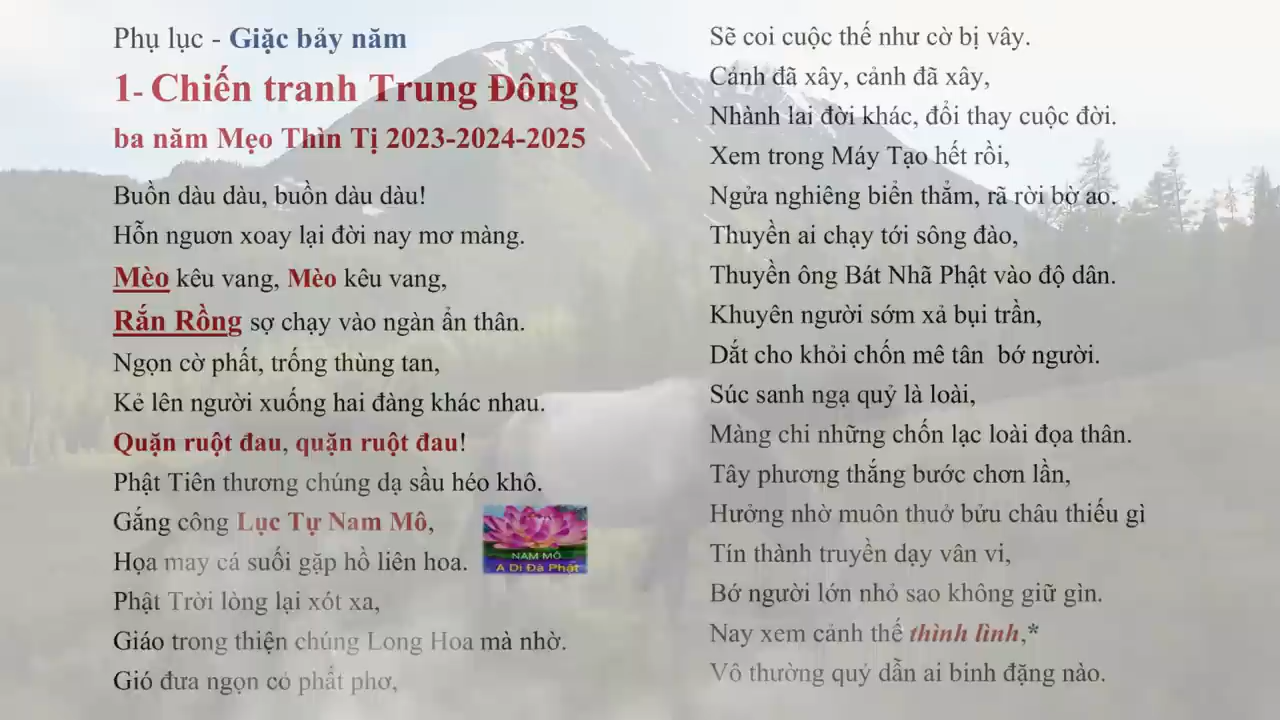 Phụ lục - Giặc bảy năm
1- Chiến tranh Trung Đông
ba năm Mẹo Thìn Tị 2023-2024-2025
Buồn dàu dàu, buồn dàu dàu!
Hỗn nguơn xoay lại đời nay mơ màng.
Mèo kêu vang, Mèo kêu vang,
Rắn Rồng sợ chạy vào ngàn ẩn thân.
Ngọn cờ phất, trống thùng tan,
Kẻ lên người xuống hai đàng khác nhau.
Quặn ruột đau, quặn ruột đau!
Phật Tiên thương chúng dạ sầu héo khô.
Gắng công Lục Tự Nam Mô,
Họa may cá suối gặp hồ liên hoa.
NAM MÔ
A Di Đà Phật
Phật Trời lòng lại xót xa,
Giáo trong thiện chúng Long Hoa mà nhờ.
Gió đưa ngọn cỏ phất phơ,
Sẽ coi cuộc thế như cờ bị vây.
Cảnh đã xây, cảnh đã xây,
Nhành lai đời khác, đổi thay cuộc đời.
Xem trong Máy Tạo hết rồi,
Ngửa nghiêng biển thẳm, rã rời bờ ao.
Thuyền ai chạy tới sông đào,
Thuyền ông Bát Nhã Phật vào độ dân.
Khuyên người sớm xả bụi trần,
Dắt cho khỏi chốn mê tân bớ người.
Súc sanh ngạ quỷ là loài,
Màng chi những chốn lạc loài đọa thân.
Tây phương thắng bước chơn lần,
Hưởng nhờ muôn thuở bửu châu thiếu gì
Tín thành truyền dạy vân vi,
Bớ người lớn nhỏ sao không giữ gìn.
Nay xem cảnh thế thình lình,*
Vô thường quỷ dẫn ai binh đặng nào.